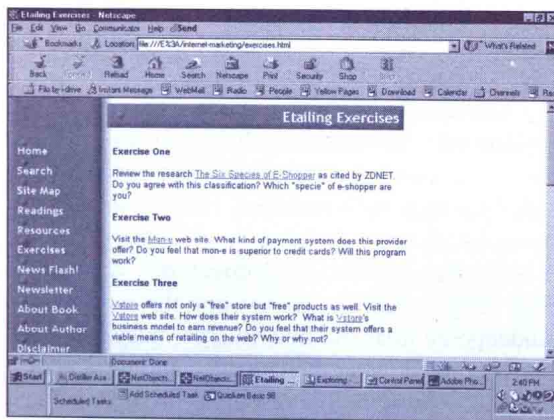 Etailing Exercises - Netscape
File Edit View Go Communicator Help Send
Bookmarks Location: file:///E%3A/internet-marketing/exercises.html What's Related
Back Reload Home Search Netscape Print Security Shop
File by i-drive Instant Message WebMail Radio People Yellow Pages Download Calendar Channels
Etailing Exercises
Home
Search
Site Map
Readings
Resources
Exercises
News Flash!
Newsletter
About Book
About Author
Disclaimer
Exercise One
Review the research The Six Species of E-Shopper as cited by ZDNET.
Do you agree with this classification? Which "specie" of e-shopper are
you?
Exercise Two
Visit the Mon-e web site. What kind of payment system does this provider
offer? Do you feel that mon-e is superior to credit cards? Will this program
work?
Exercise Three
Vstore offers not only a "free" store but "free" products as well. Visit the
Vstore web site. How does their system work? What is Vstore's
business model to earn revenue? Do you feel that their system offers a
viable means of retailing on the web? Why or why not?
Document: Done
Start Distiller Ass NetObjects NetObjects Etailing ... Exploring - Control Panel Adobe Pho... 2:40 PM
Scheduled Tasks Add Scheduled Task Quicken Basic 98